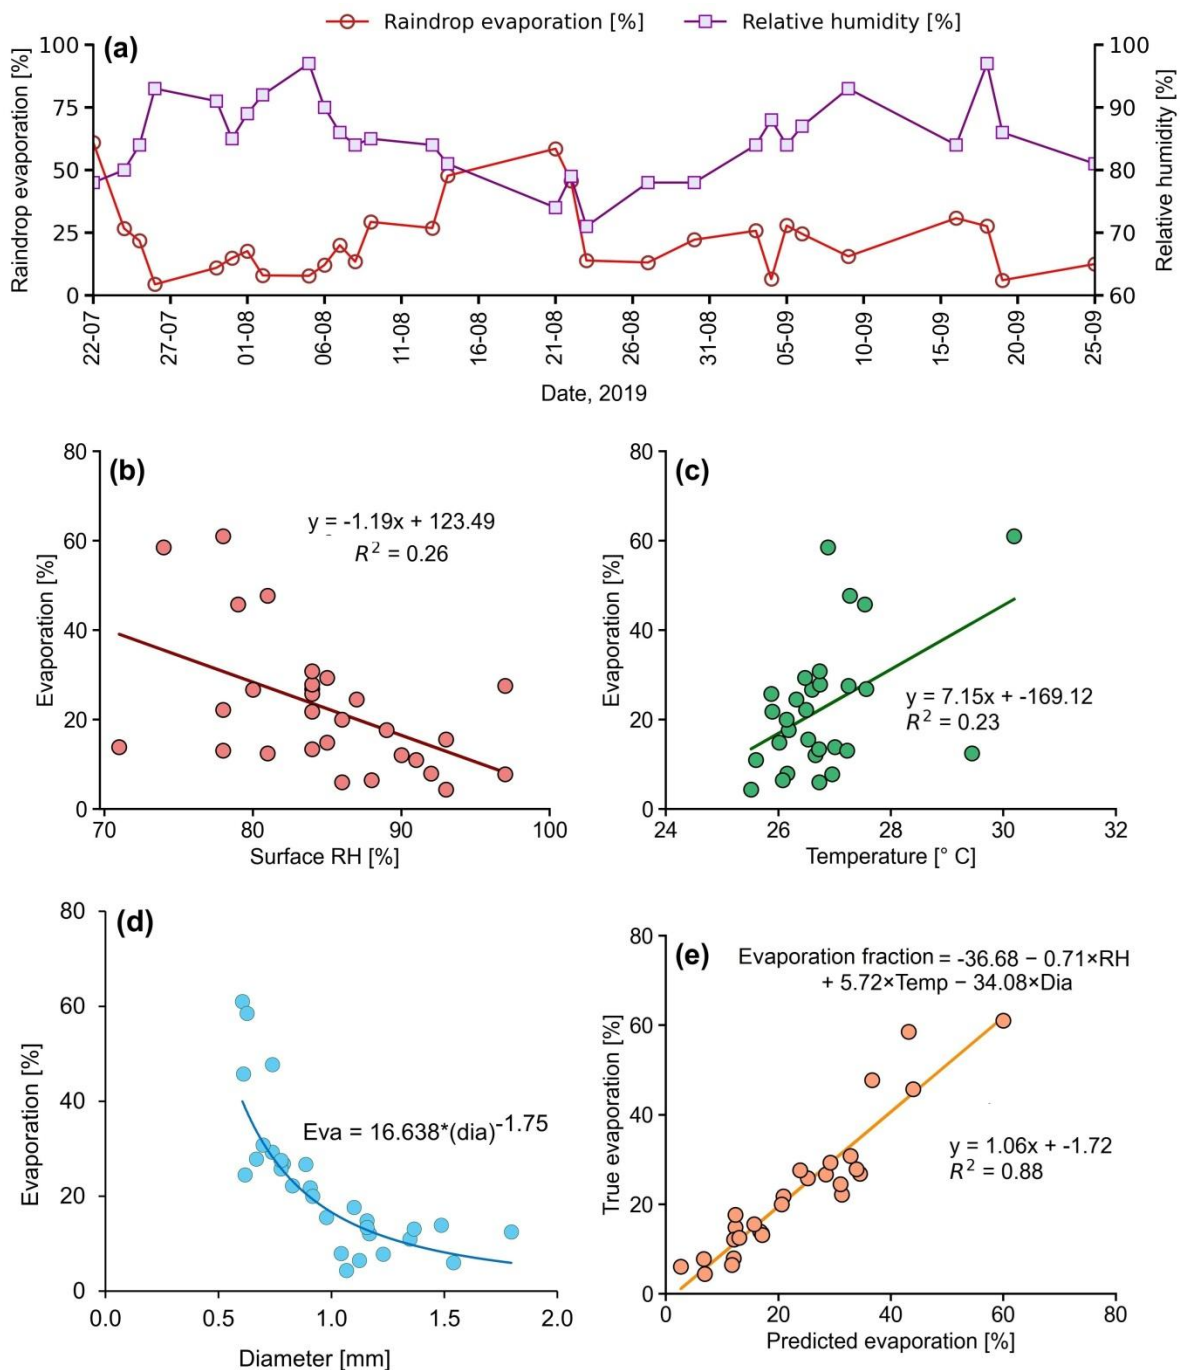 Raindrop evaporation [%] Relative humidity [%]
(a)
Raindrop evaporation [%]
100
75
50
25
0
Relative humidity [%]
100
90
80
70
60
22-07 27-07 01-08 06-08 11-08 16-08 21-08 26-08 31-08 05-09 10-09 15-09 20-09 25-09
Date, 2019
(b)
y = -1.19x + 123.49
R² = 0.26
Evaporation [%]
80
60
40
20
0
70 80 90 100
Surface RH [%]
(c)
y = 7.15x + -169.12
R² = 0.23
Evaporation [%]
80
60
40
20
0
24 26 28 30 32
Temperature [° C]
(d)
Eva = 16.638*(dia)^-1.75
Evaporation [%]
80
60
40
20
0
0.0 0.5 1.0 1.5 2.0
Diameter [mm]
(e)
Evaporation fraction = -36.68 − 0.71×RH
+ 5.72×Temp − 34.08×Dia
y = 1.06x + -1.72
R² = 0.88
True evaporation [%]
80
60
40
20
0
0 20 40 60 80
Predicted evaporation [%]